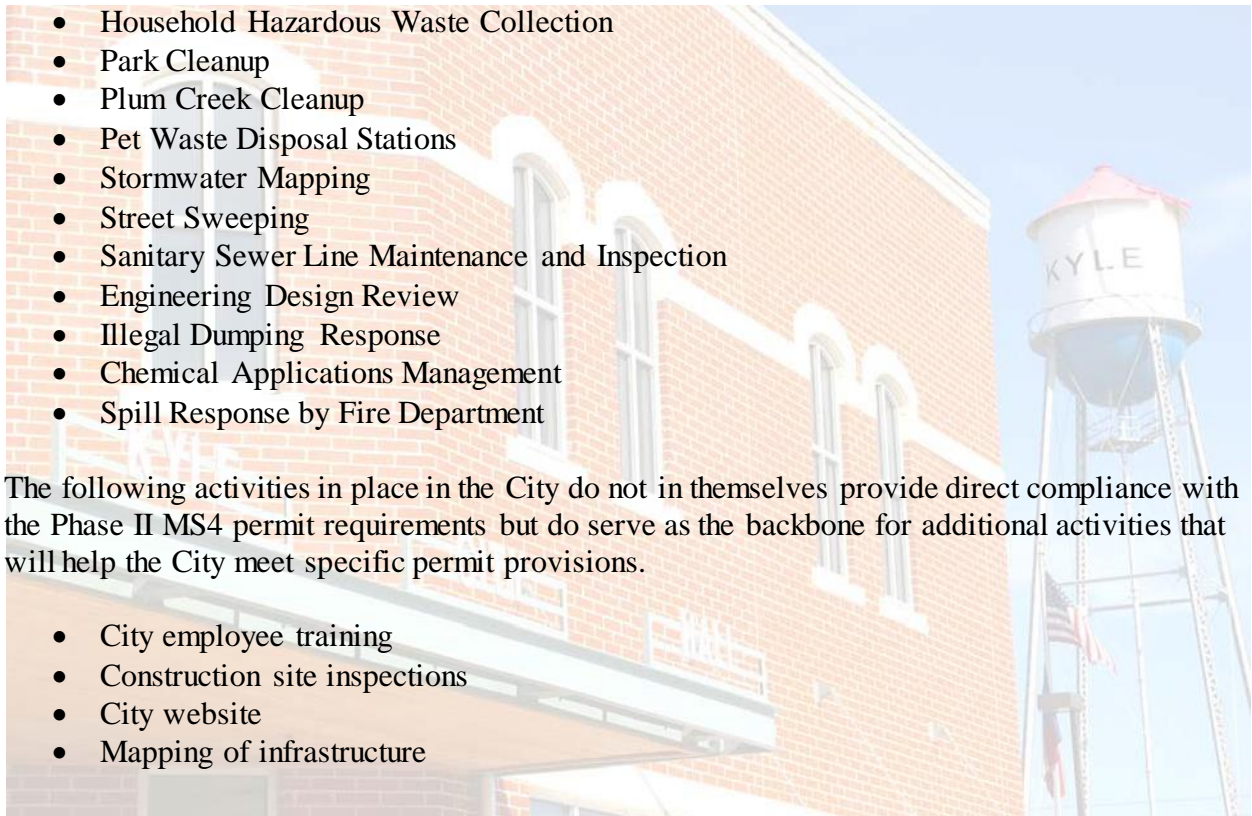 • Household Hazardous Waste Collection
• Park Cleanup
• Plum Creek Cleanup
• Pet Waste Disposal Stations
• Stormwater Mapping
• Street Sweeping
• Sanitary Sewer Line Maintenance and Inspection
• Engineering Design Review
• Illegal Dumping Response
• Chemical Applications Management
• Spill Response by Fire Department
The following activities in place in the City do not in themselves provide direct compliance with
the Phase II MS4 permit requirements but do serve as the backbone for additional activities that
will help the City meet specific permit provisions.
• City employee training
• Construction site inspections
• City website
• Mapping of infrastructure
KYLE
KYLE
HALL